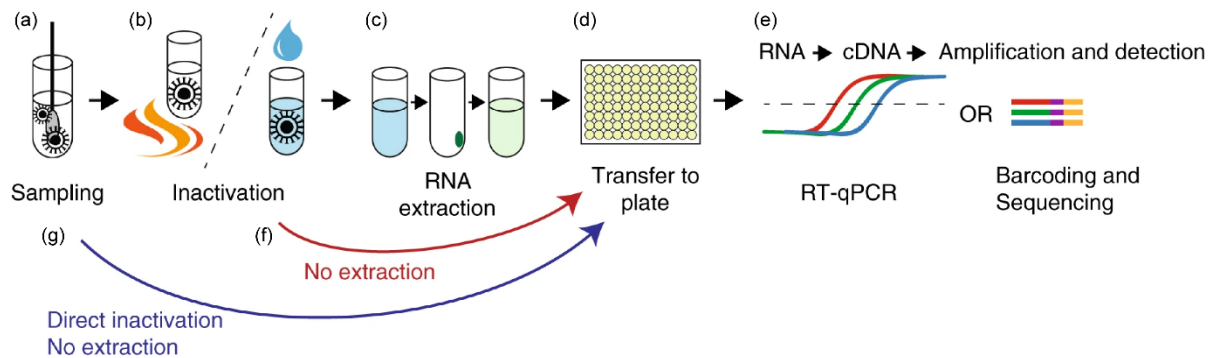 (a)
(b)
(c)
(d)
(e)
RNA cDNA Amplification and detection
OR
Sampling
Inactivation
RNA
extraction
Transfer to
plate
RT-qPCR
Barcoding and
Sequencing
(g)
(f)
No extraction
Direct inactivation
No extraction